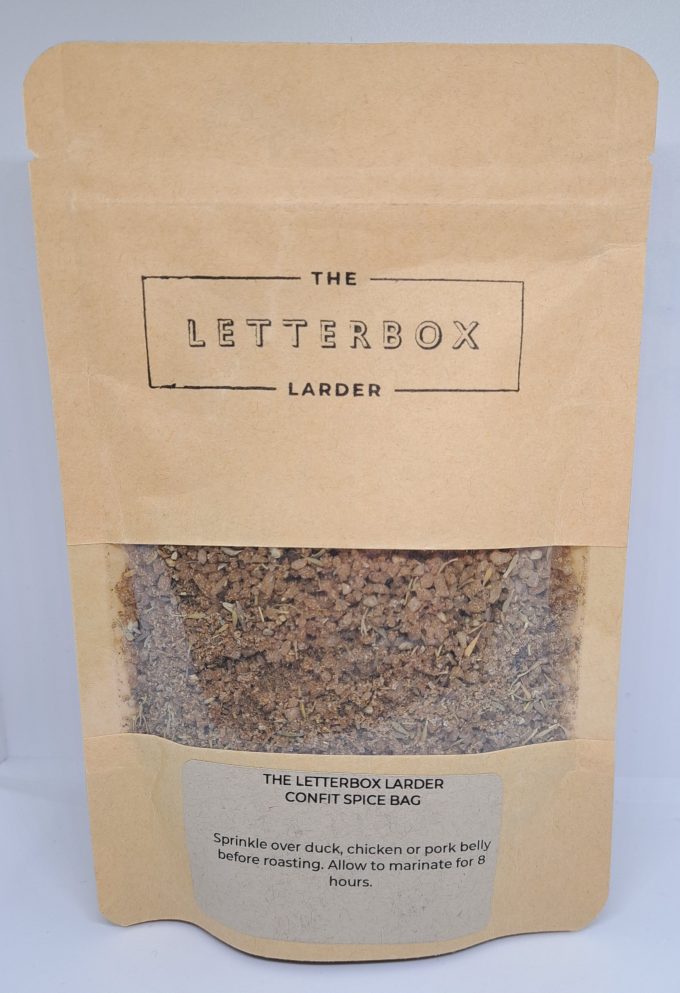 THE
LETTERBOX
LARDER
THE LETTERBOX LARDER
CONFIT SPICE BAG
Sprinkle over duck, chicken or pork belly
before roasting. Allow to marinate for 8
hours.